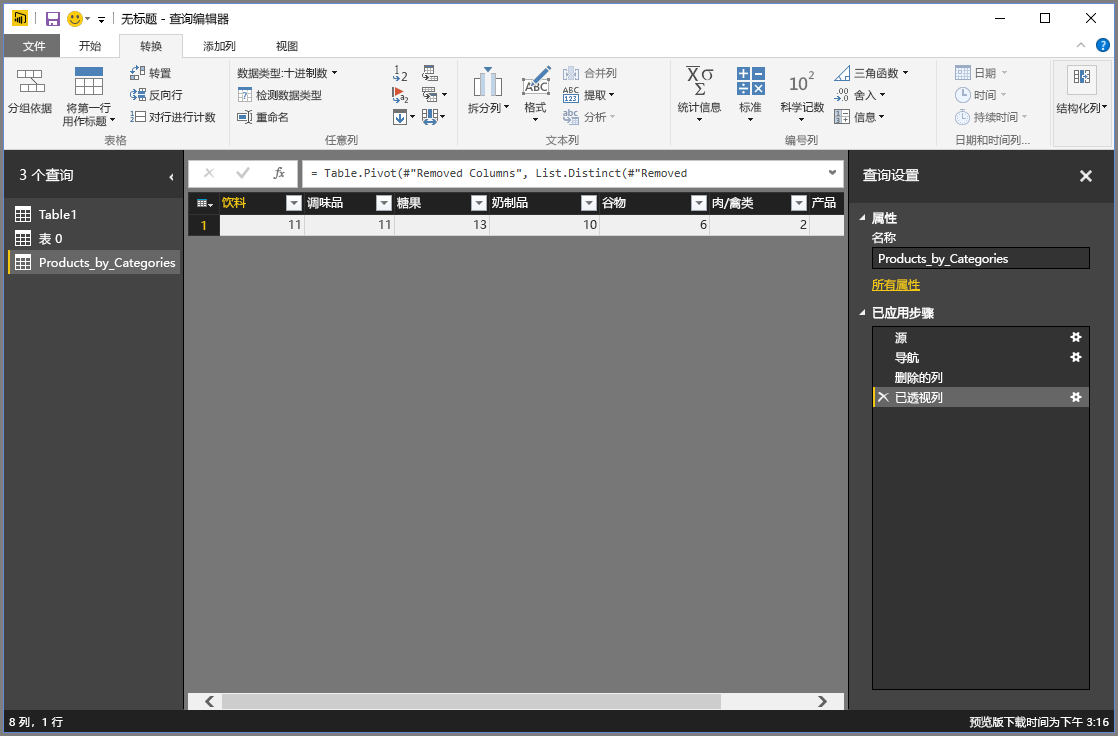 无标题 - 查询编辑器
文件 开始 转换 添加列 视图
分组依据
将第一行
用作标题
转置
反向行
对行进行计数
表格
数据类型:十进制数
检测数据类型
重命名
任意列
拆分列
格式
合并列
提取
分析
文本列
统计信息
标准
科学记数
三角函数
舍入
信息
编号列
日期
时间
持续时间
日期和时间列...
结构化列
3 个查询
Table1
表 0
Products_by_Categories
= Table.Pivot(#"Removed Columns", List.Distinct(#"Removed
饮料 调味品 糖果 奶制品 谷物 肉/禽类 产品
1 11 11 13 10 6 2
查询设置
属性
名称
Products_by_Categories
所有属性
已应用步骤
源
导航
删除的列
已透视列
8 列，1 行
预览版下载时间为下午 3:16